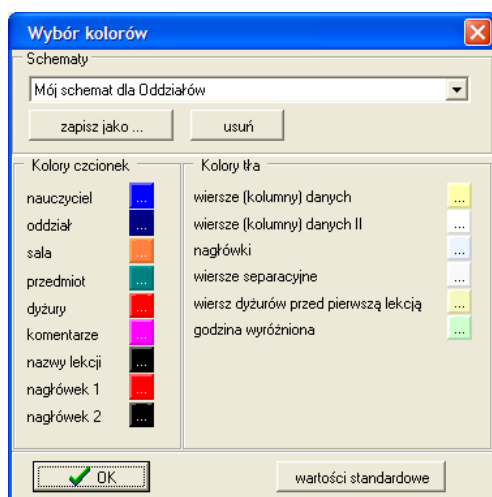 Wybór kolorów
Schematy
Mój schemat dla Oddziałów
zapisz jako ...
usuń
Kolory czcionek
nauczyciel ...
oddział ...
sala ...
przedmiot ...
dyżury ...
komentarze ...
nazwy lekcji ...
nagłówek 1 ...
nagłówek 2 ...
Kolory tła
wiersze (kolumny) danych ...
wiersze (kolumny) danych II ...
nagłówki ...
wiersze separacyjne ...
wiersz dyżurów przed pierwszą lekcją ...
godzina wyróżniona ...
OK
wartości standardowe